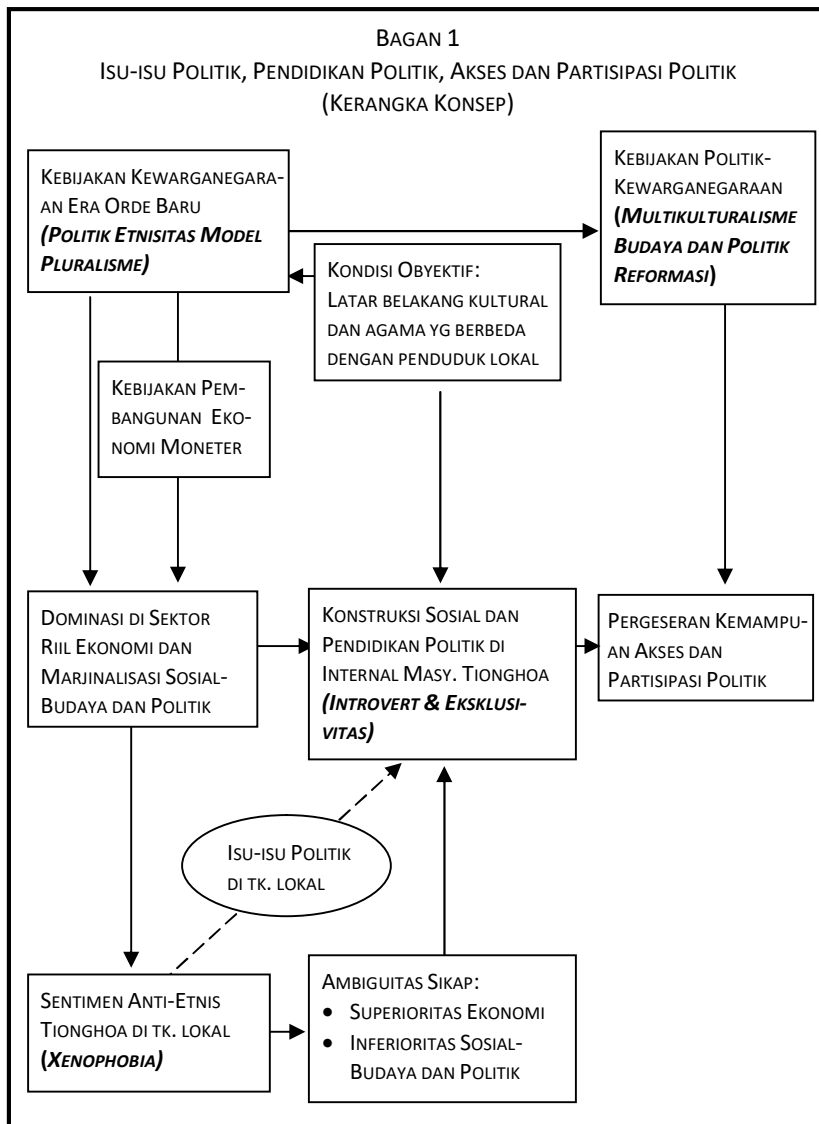 BAGAN 1
ISU-ISU POLITIK, PENDIDIKAN POLITIK, AKSES DAN PARTISIPASI POLITIK
(KERANGKA KONSEP)
KEBIJAKAN KEWARGANEGARA-
AN ERA ORDE BARU
(POLITIK ETNISITAS MODEL
PLURALISME)
KEBIJAKAN POLITIK-
KEWARGANEGARAAN
(MULTIKULTURALISME
BUDAYA DAN POLITIK
REFORMASI)
KONDISI OBYEKTIF:
LATAR BELAKANG KULTURAL
DAN AGAMA YG BERBEDA
DENGAN PENDUDUK LOKAL
KEBIJAKAN PEM-
BANGUNAN EKO-
NOMI MONETER
DOMINASI DI SEKTOR
RIIL EKONOMI DAN
MARJINALISASI SOSIAL-
BUDAYA DAN POLITIK
KONSTRUKSI SOSIAL DAN
PENDIDIKAN POLITIK DI
INTERNAL MASY. TIONGHOA
(INTROVERT & EKSKLUSI-
VITAS)
PERGESERAN KEMAMPU-
AN AKSES DAN
PARTISIPASI POLITIK
ISU-ISU POLITIK
DI TK. LOKAL
SENTIMEN ANTI-ETNIS
TIONGHOA DI TK. LOKAL
(XENOPHOBIA)
AMBIGUITAS SIKAP:
• SUPERIORITAS EKONOMI
• INFERIORITAS SOSIAL-
BUDAYA DAN POLITIK